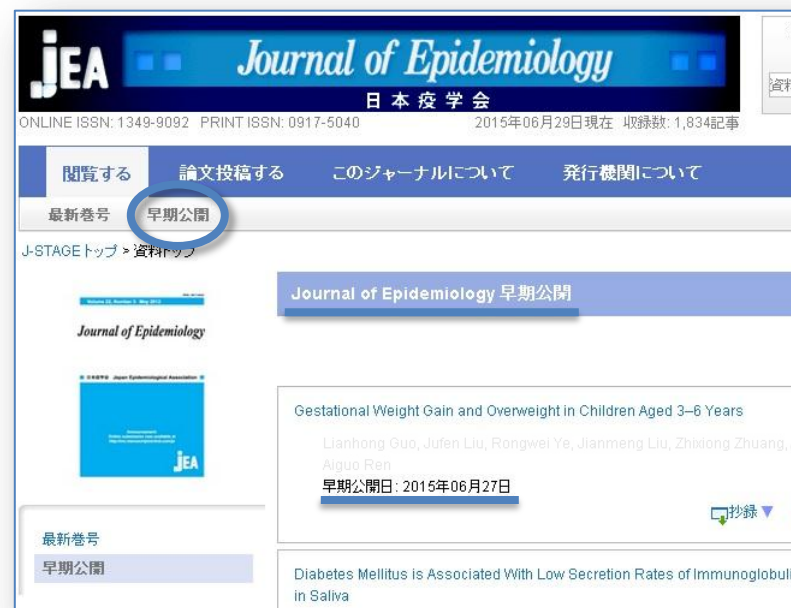 JEA
Journal of Epidemiology
日本疫学会
ONLINE ISSN: 1349-9092 PRINT ISSN: 0917-5040 2015年06月29日現在 収録数: 1,834記事
資料
閲覧する 論文投稿する このジャーナルについて 発行機関について
最新巻号 早期公開
J-STAGEトップ > 資料トップ
Journal of Epidemiology 早期公開
Journal of Epidemiology
Gestational Weight Gain and Overweight in Children Aged 3–6 Years
Lianhong Guo, Jufen Liu, Rongwei Ye, Jianmeng Liu, Zhixiong Zhuang,
Aiguo Ren
早期公開日: 2015年06月27日
JEA
抄録 ▼
最新巻号
早期公開
Diabetes Mellitus is Associated With Low Secretion Rates of Immunoglobuli
in Saliva